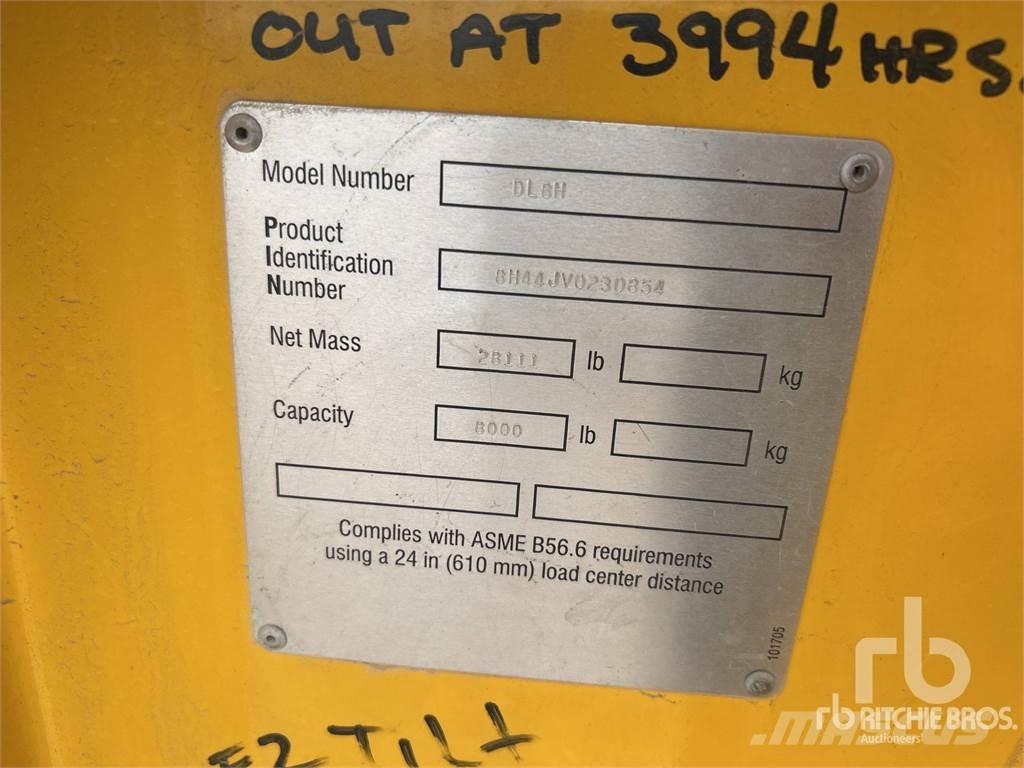 OUT AT 3994 HRS.
Model Number DL8H
Product
Identification
Number
8H44JV0230854
Net Mass 28111 lb kg
Capacity 8000 lb kg
Complies with ASME B56.6 requirements
using a 24 in (610 mm) load center distance
101705
TILT
rb
rb RITCHIE BROS.
Auctioneers
MASCUS